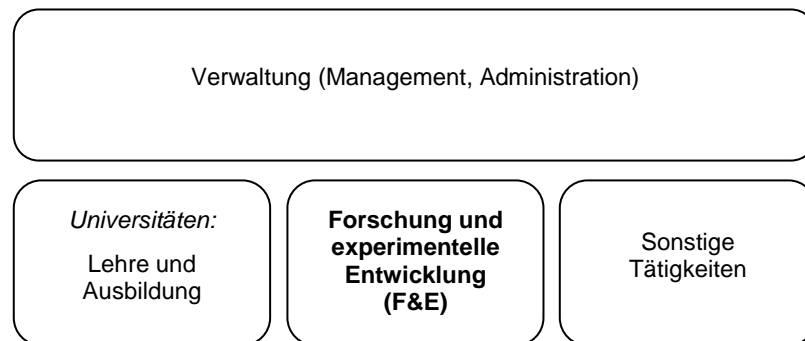 Verwaltung (Management, Administration)
Universitäten:
Lehre und
Ausbildung
Forschung und
experimentelle
Entwicklung
(F&E)
Sonstige
Tätigkeiten